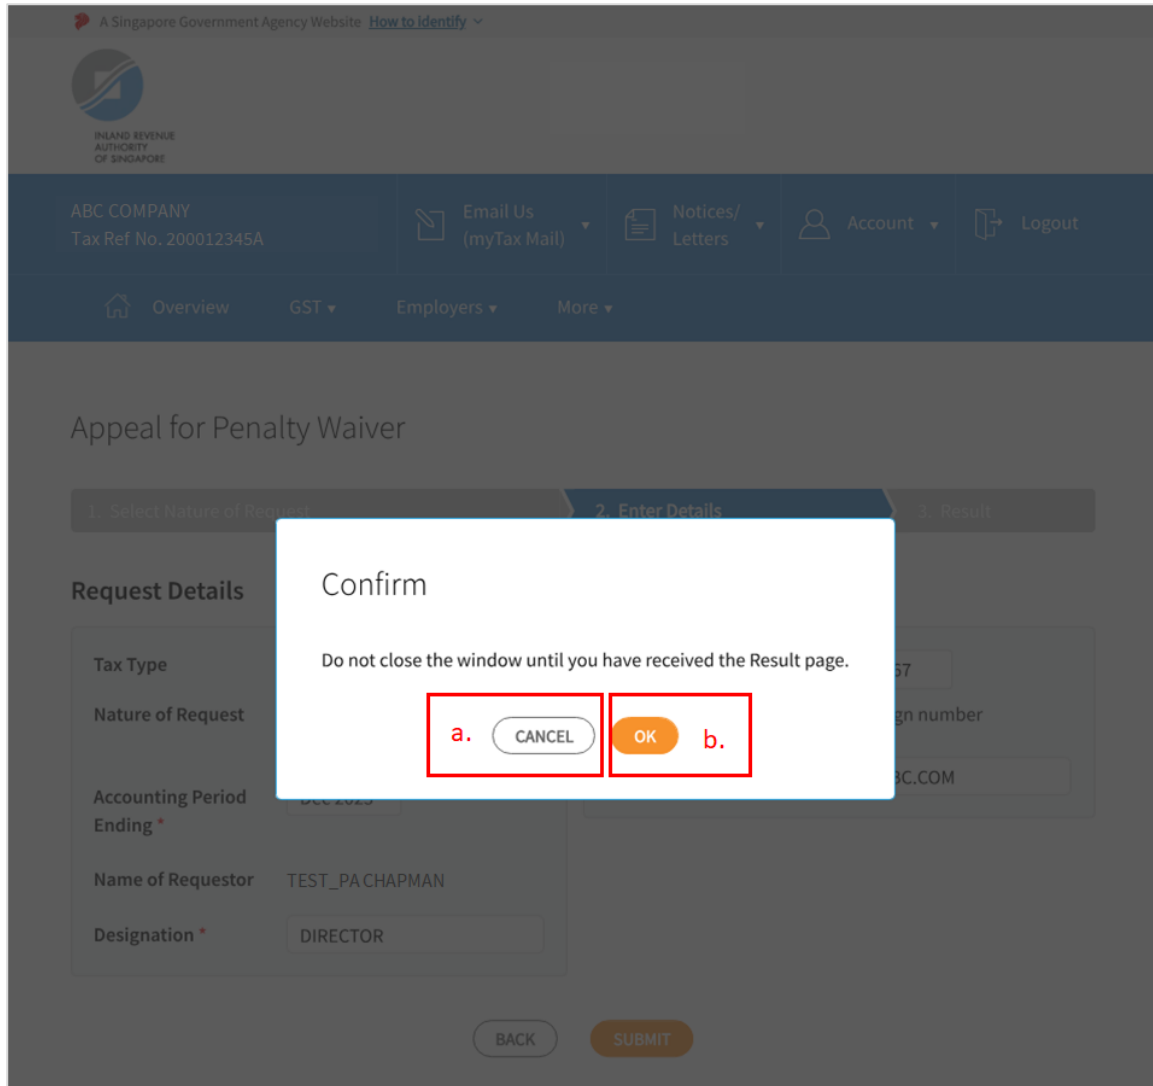 A Singapore Government Agency Website How to identify
INLAND REVENUE
AUTHORITY
OF SINGAPORE
ABC COMPANY
Tax Ref No. 200012345A
Email Us
(myTax Mail)
Notices/
Letters
Account
Logout
Overview
GST
Employers
More
Appeal for Penalty Waiver
1. Select Nature of Request
2. Enter Details
3. Result
Request Details
Confirm
Do not close the window until you have received the Result page.
a.
CANCEL
OK
b.
Tax Type
Nature of Request
Accounting Period
Ending *
Name of Requestor
TEST_PA CHAPMAN
Designation *
DIRECTOR
57
gn number
BC.COM
BACK
SUBMIT